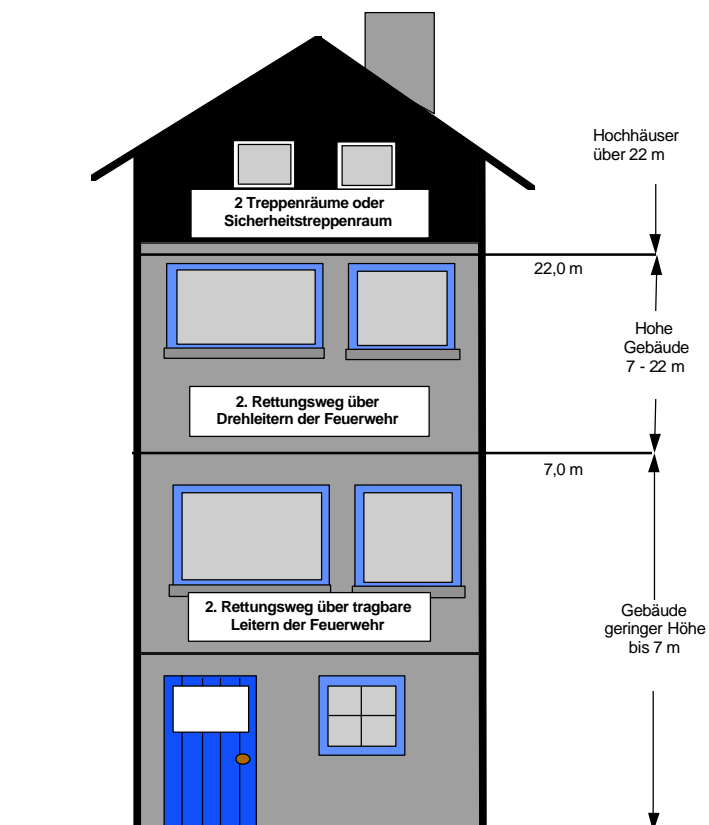 Hochhäuser
über 22 m
2 Treppenräume oder
Sicherheitstreppenraum
22,0 m
Hohe
Gebäude
7 - 22 m
2. Rettungsweg über
Drehleitern der Feuerwehr
7,0 m
2. Rettungsweg über tragbare
Leitern der Feuerwehr
Gebäude
geringer Höhe
bis 7 m